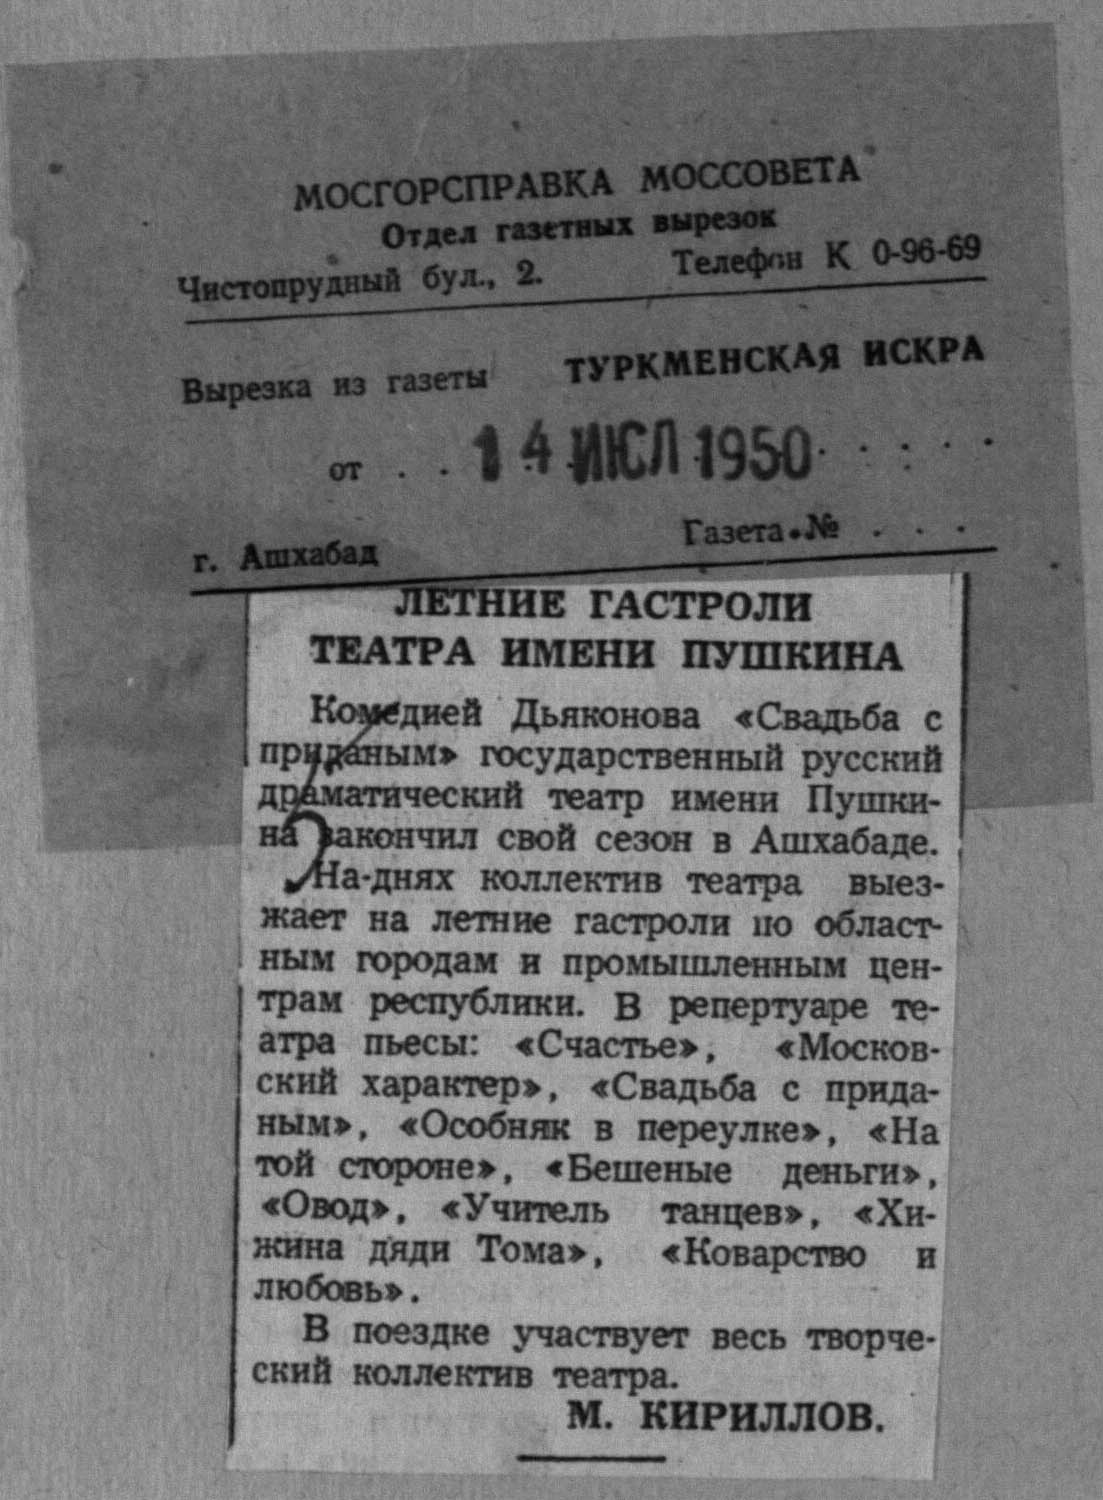 МОСГОРСПРАВКА МОССОВЕТА
Отдел газетных вырезок
Чистопрудный бул., 2. Телефон К 0-96-69
Вырезка из газеты ТУРКМЕНСКАЯ ИСКРА
от . . 14 ИЮЛ 1950 . . . . .
г. Ашхабад Газета № . . .
ЛЕТНИЕ ГАСТРОЛИ
ТЕАТРА ИМЕНИ ПУШКИНА
Комедией Дьяконова «Свадьба с
приданым» государственный русский
драматический театр имени Пушки-
на закончил свой сезон в Ашхабаде.
На-днях коллектив театра выез-
жает на летние гастроли по област-
ным городам и промышленным цен-
трам республики. В репертуаре те-
атра пьесы: «Счастье», «Москов-
ский характер», «Свадьба с прида-
ным», «Особняк в переулке», «На
той стороне», «Бешеные деньги»,
«Овод», «Учитель танцев», «Хи-
жина дяди Тома», «Коварство и
любовь».
В поездке участвует весь творче-
ский коллектив театра.
М. КИРИЛЛОВ.